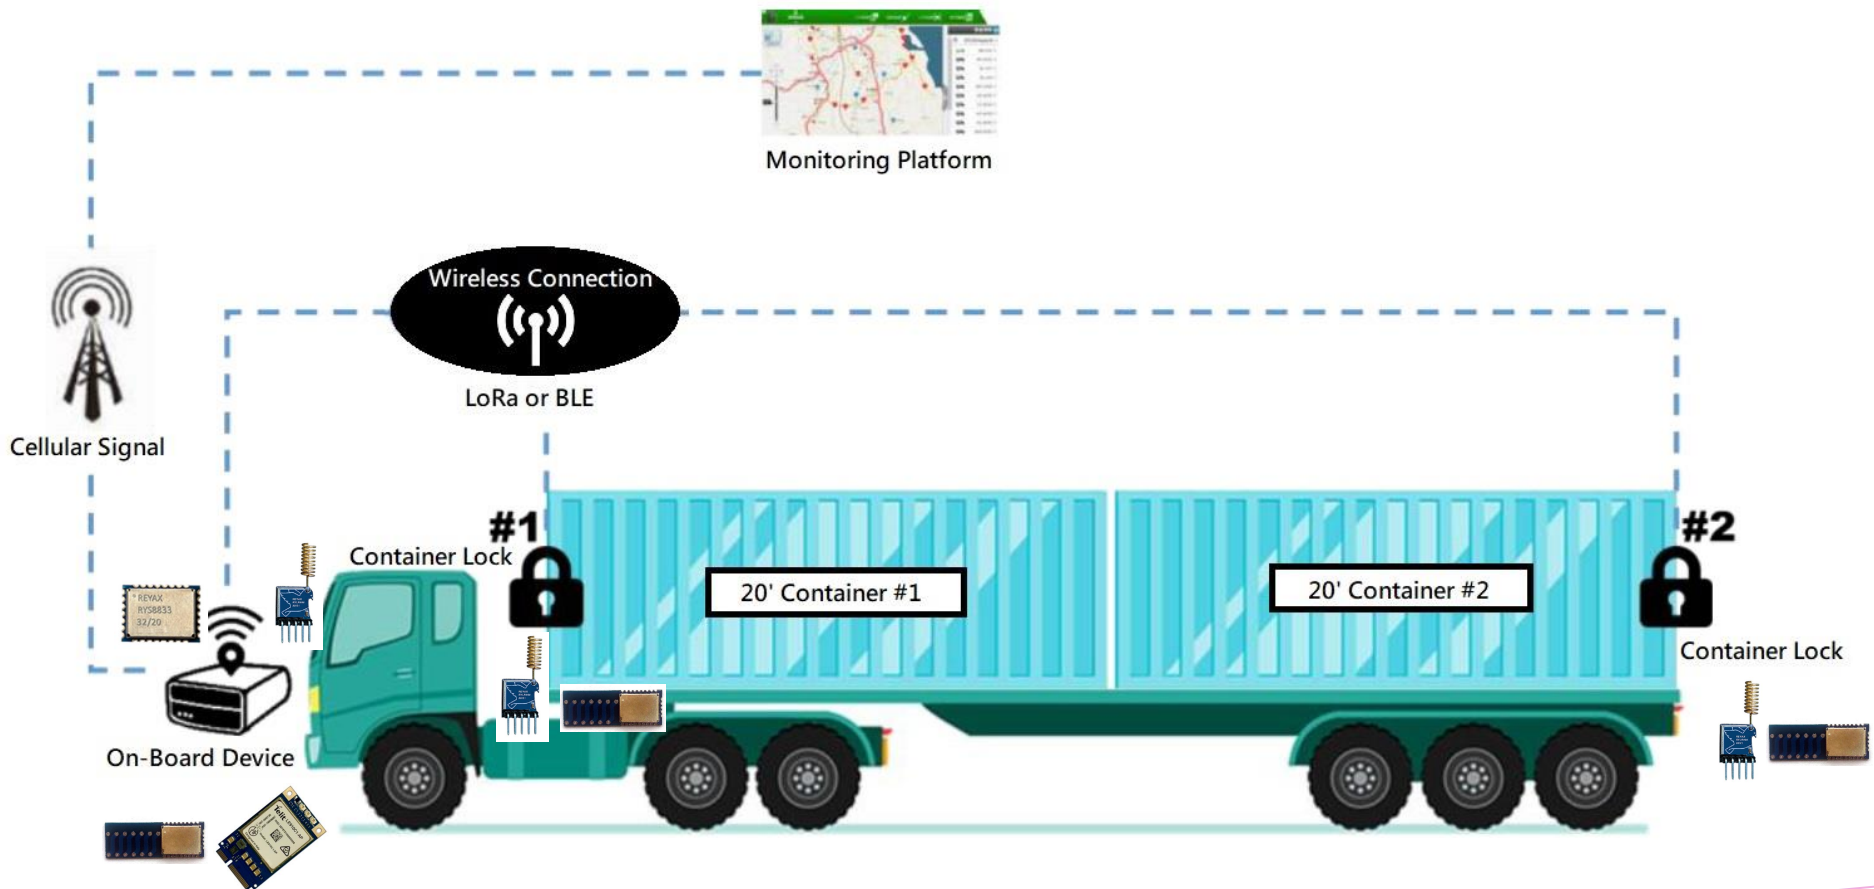 Monitoring Platform
Wireless Connection
LoRa or BLE
Cellular Signal
#1
#2
Container Lock
20' Container #1
20' Container #2
REYAX
RYS8833
32/20
Container Lock
On-Board Device
Telit